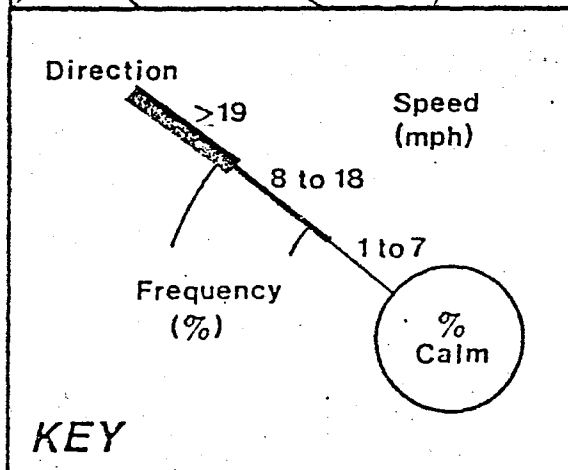 Direction
≥19
Speed
(mph)
8 to 18
1 to 7
Frequency
(%)
%
Calm
KEY